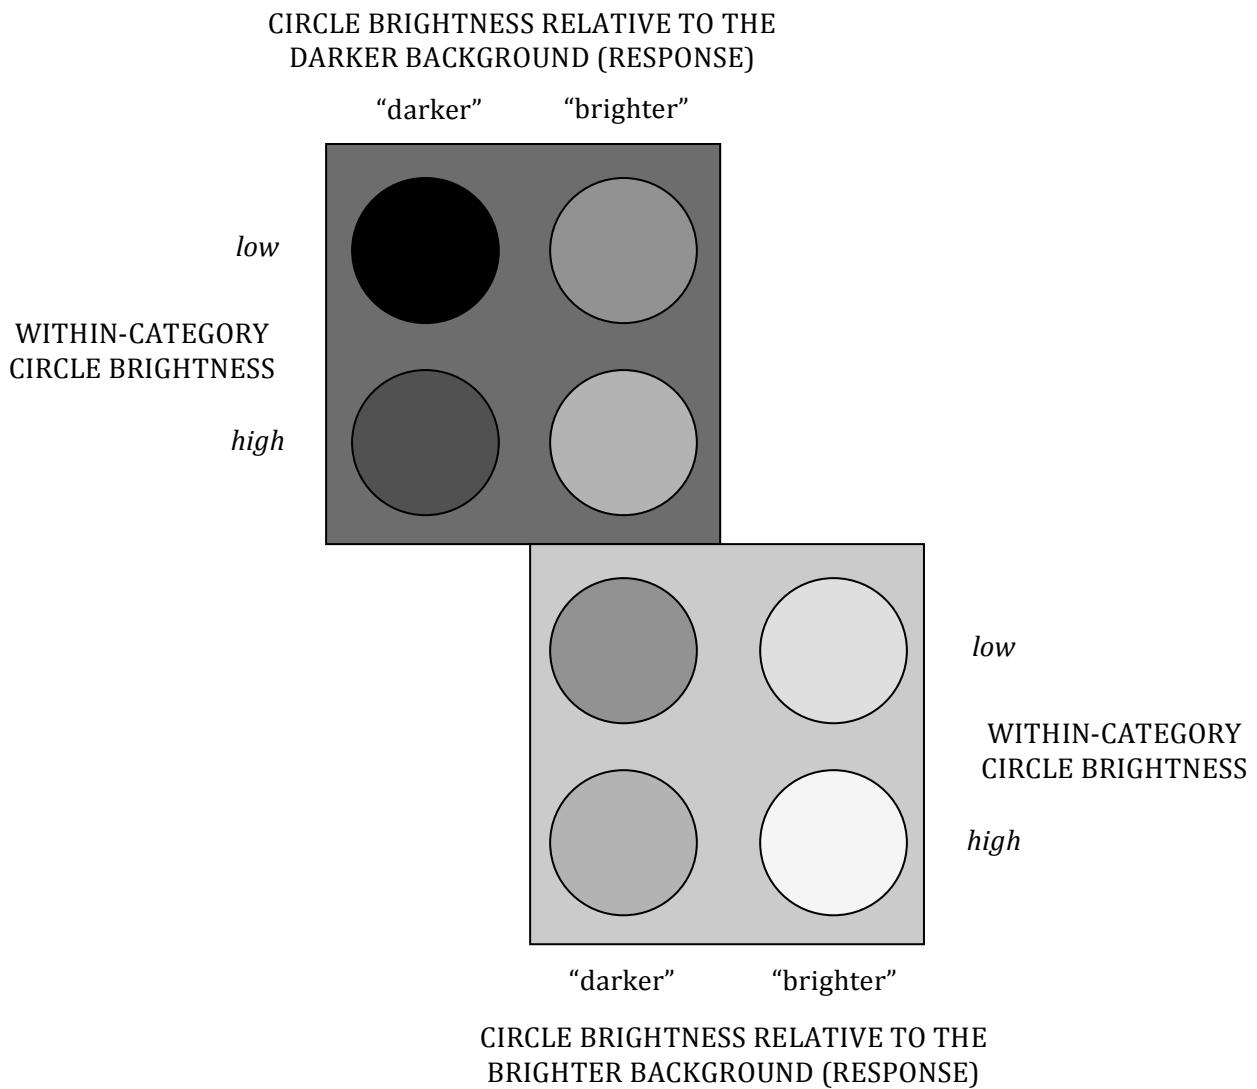 CIRCLE BRIGHTNESS RELATIVE TO THE
DARKER BACKGROUND (RESPONSE)
“darker” “brighter”
low
WITHIN-CATEGORY
CIRCLE BRIGHTNESS
high
low
WITHIN-CATEGORY
CIRCLE BRIGHTNESS
high
“darker” “brighter”
CIRCLE BRIGHTNESS RELATIVE TO THE
BRIGHTER BACKGROUND (RESPONSE)